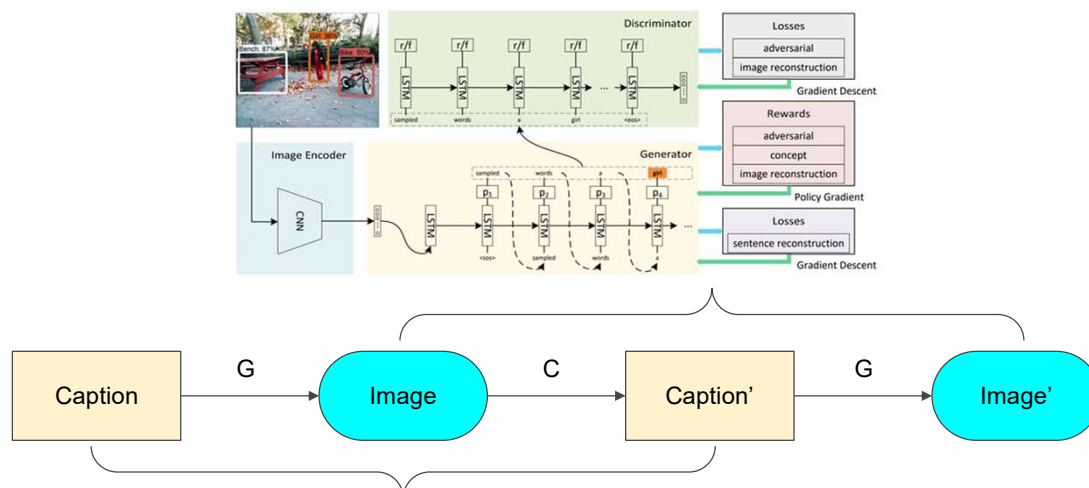 Bench: 87%
Girl: 36%
Bike: 50%
Discriminator
r/f r/f r/f r/f r/f
LSTM LSTM LSTM LSTM ... LSTM
sampled words a girl <eos>
Losses
adversarial
image reconstruction
Gradient Descent
Image Encoder
CNN
Generator
sampled words a girl
p1 p2 p3 p4
LSTM LSTM LSTM LSTM LSTM ...
<sos> sampled words a
Rewards
adversarial
concept
image reconstruction
Policy Gradient
Losses
sentence reconstruction
Gradient Descent
Caption
G
Image
C
Caption’
G
Image’